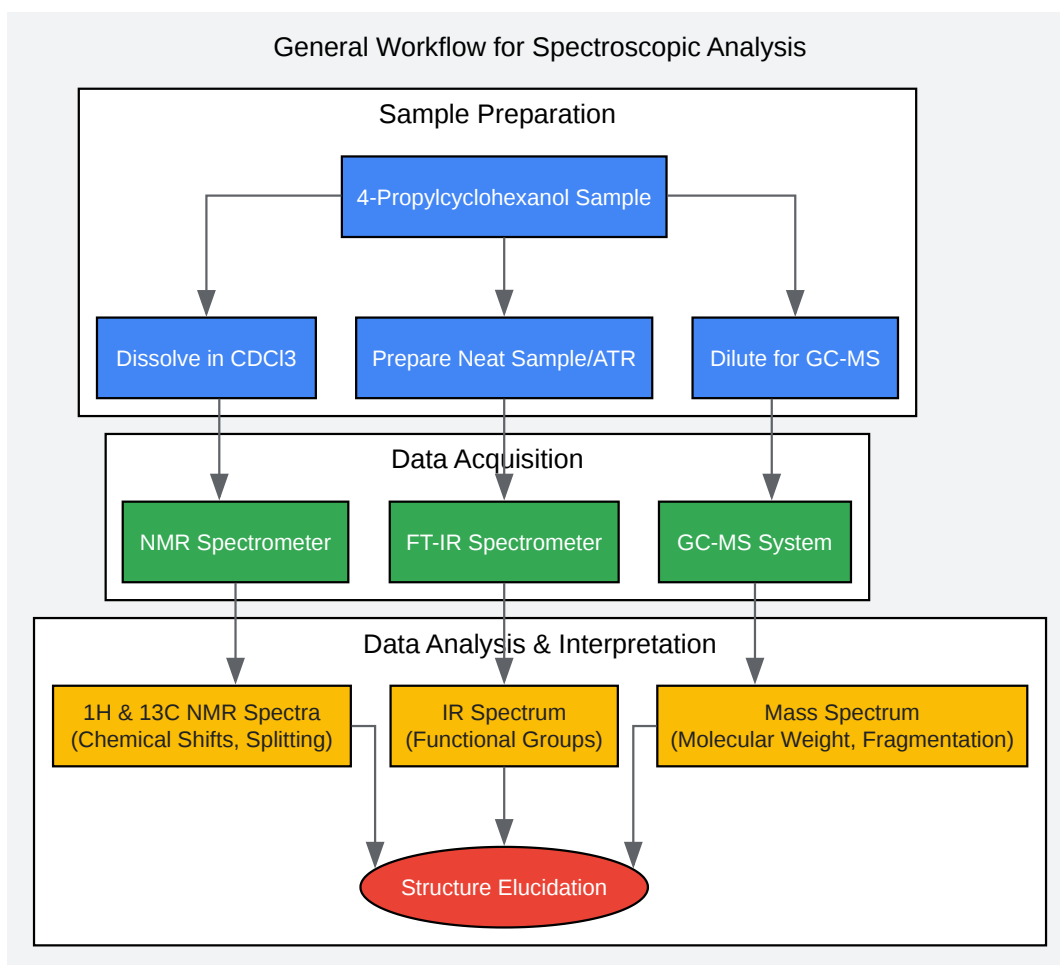 General Workflow for Spectroscopic Analysis
Sample Preparation
4-Propylcyclohexanol Sample
Dissolve in CDCl3
Prepare Neat Sample/ATR
Dilute for GC-MS
Data Acquisition
NMR Spectrometer
FT-IR Spectrometer
GC-MS System
Data Analysis & Interpretation
1H & 13C NMR Spectra
(Chemical Shifts, Splitting)
IR Spectrum
(Functional Groups)
Mass Spectrum
(Molecular Weight, Fragmentation)
Structure Elucidation